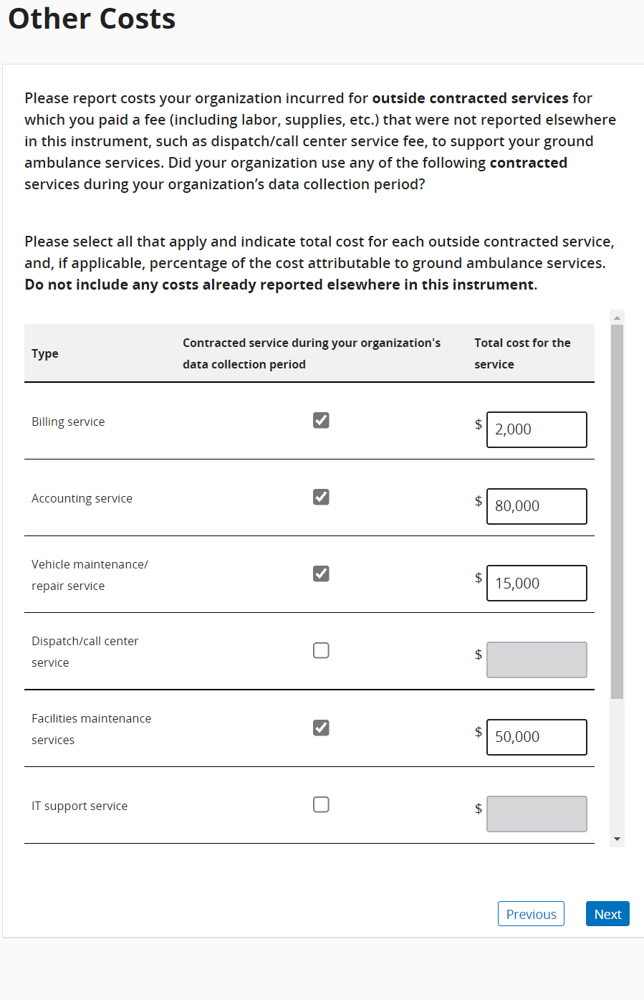 Other Costs
Please report costs your organization incurred for outside contracted services for
which you paid a fee (including labor, supplies, etc.) that were not reported elsewhere
in this instrument, such as dispatch/call center service fee, to support your ground
ambulance services. Did your organization use any of the following contracted
services during your organization’s data collection period?
Please select all that apply and indicate total cost for each outside contracted service,
and, if applicable, percentage of the cost attributable to ground ambulance services.
Do not include any costs already reported elsewhere in this instrument.
Type
Contracted service during your organization's
data collection period
Total cost for the
service
Billing service
$ 2,000
Accounting service
$ 80,000
Vehicle maintenance/
repair service
$ 15,000
Dispatch/call center
service
$
Facilities maintenance
services
$ 50,000
IT support service
$
Previous
Next